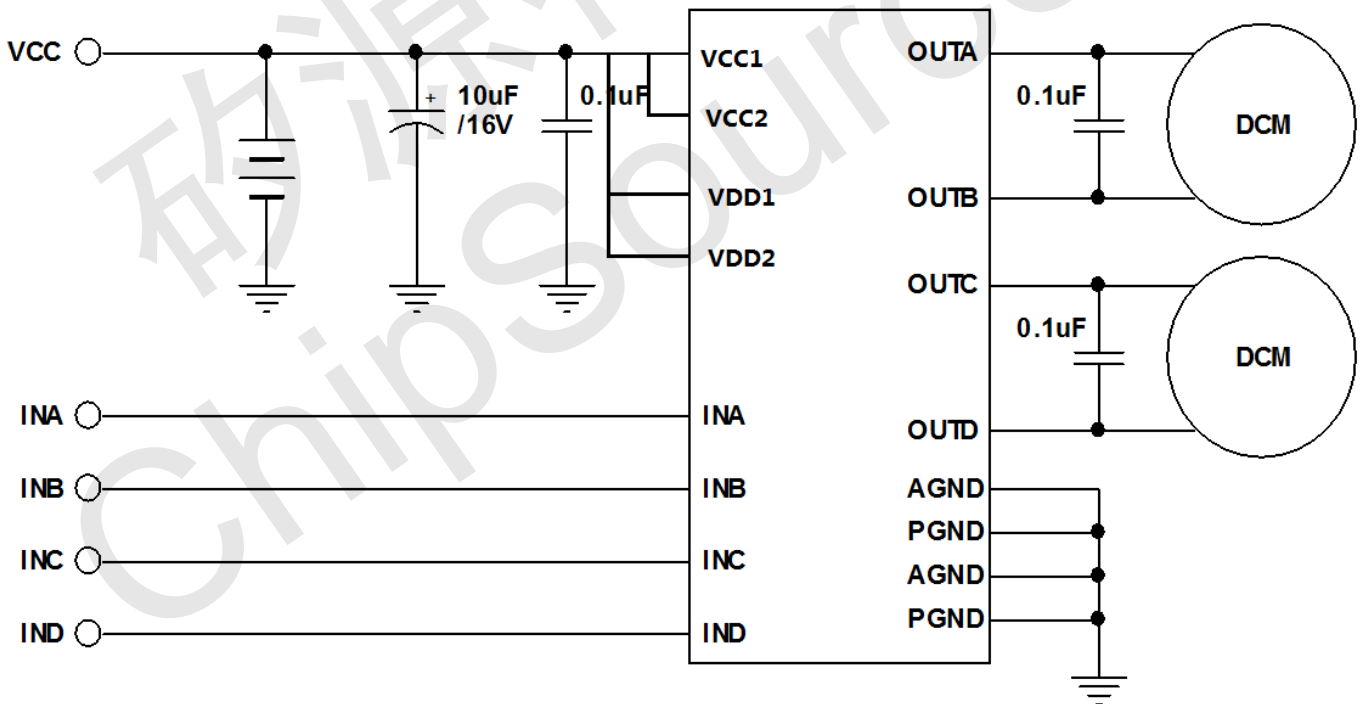 VCC
10uF
/16V
0.1uF
VCC1
VCC2
VDD1
VDD2
OUTA
OUTB
OUTC
OUTD
0.1uF
DCM
0.1uF
DCM
INA
INB
INC
IND
INA
INB
INC
IND
AGND
PGND
AGND
PGND
矽源
ChipSource